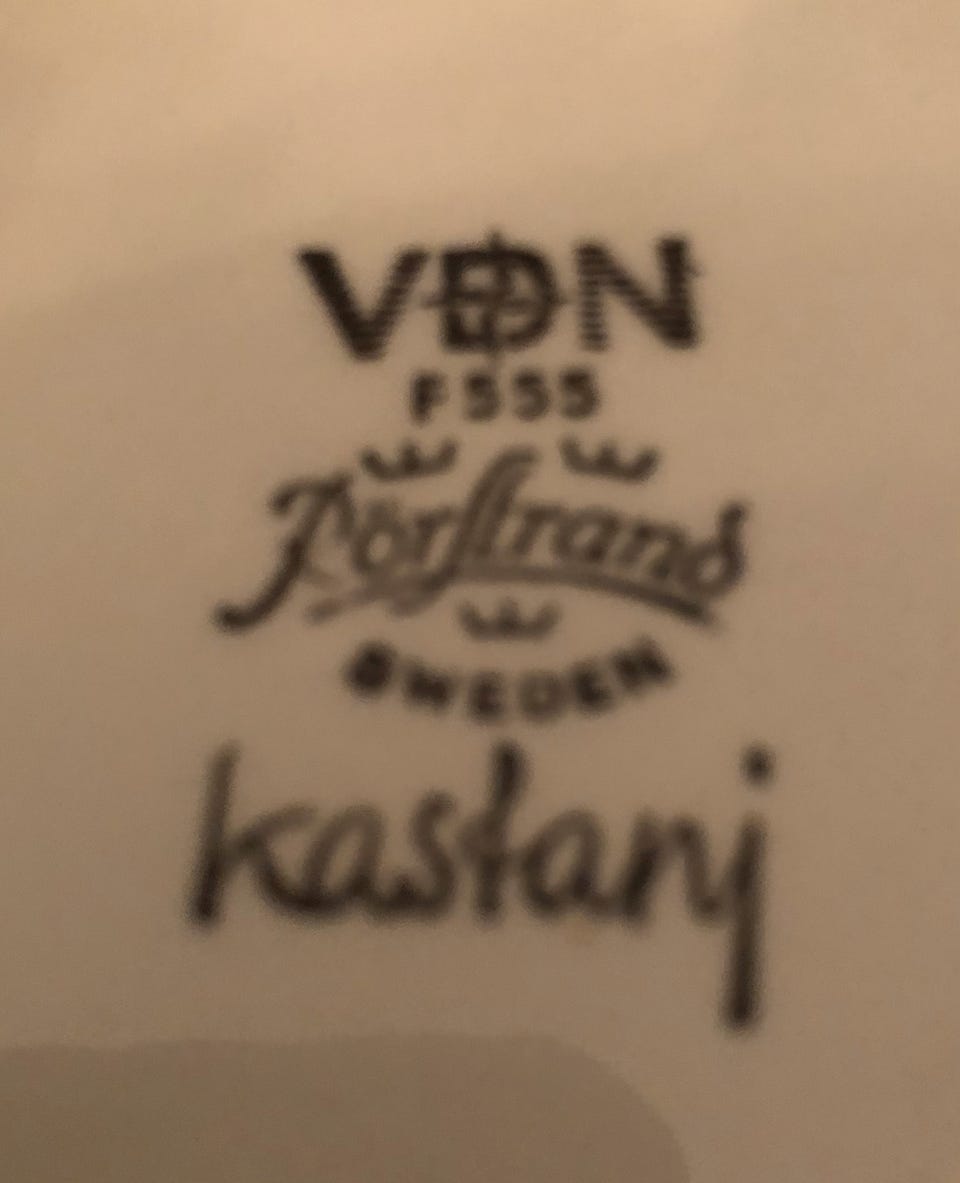 VDN
F555
Rörstrand
SWEDEN
kastanj